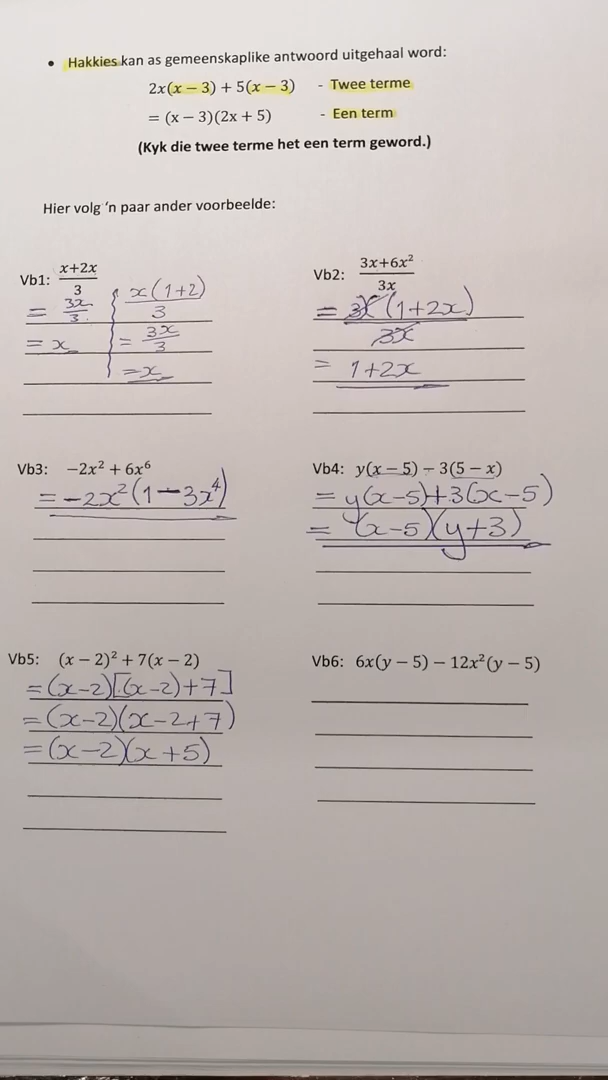 • Hakkies kan as gemeenskaplike antwoord uitgehaal word:
2x(x − 3) + 5(x − 3) - Twee terme
= (x − 3)(2x + 5) - Een term
(Kyk die twee terme het een term geword.)
Hier volg ‘n paar ander voorbeelde:
Vb1: (x+2x)/3
= 3x/3
= x
x(1+2)/3
= 3x/3
= x
Vb2: (3x+6x²)/3x
= 3x(1+2x)/3x
= 1+2x
Vb3: −2x² + 6x⁶
= −2x²(1−3x⁴)
Vb4: y(x − 5) − 3(5 − x)
= y(x−5)+3(x−5)
= (x−5)(y+3)
Vb5: (x − 2)² + 7(x − 2)
= (x−2)[(x−2)+7]
= (x−2)(x−2+7)
= (x−2)(x+5)
Vb6: 6x(y − 5) − 12x²(y − 5)